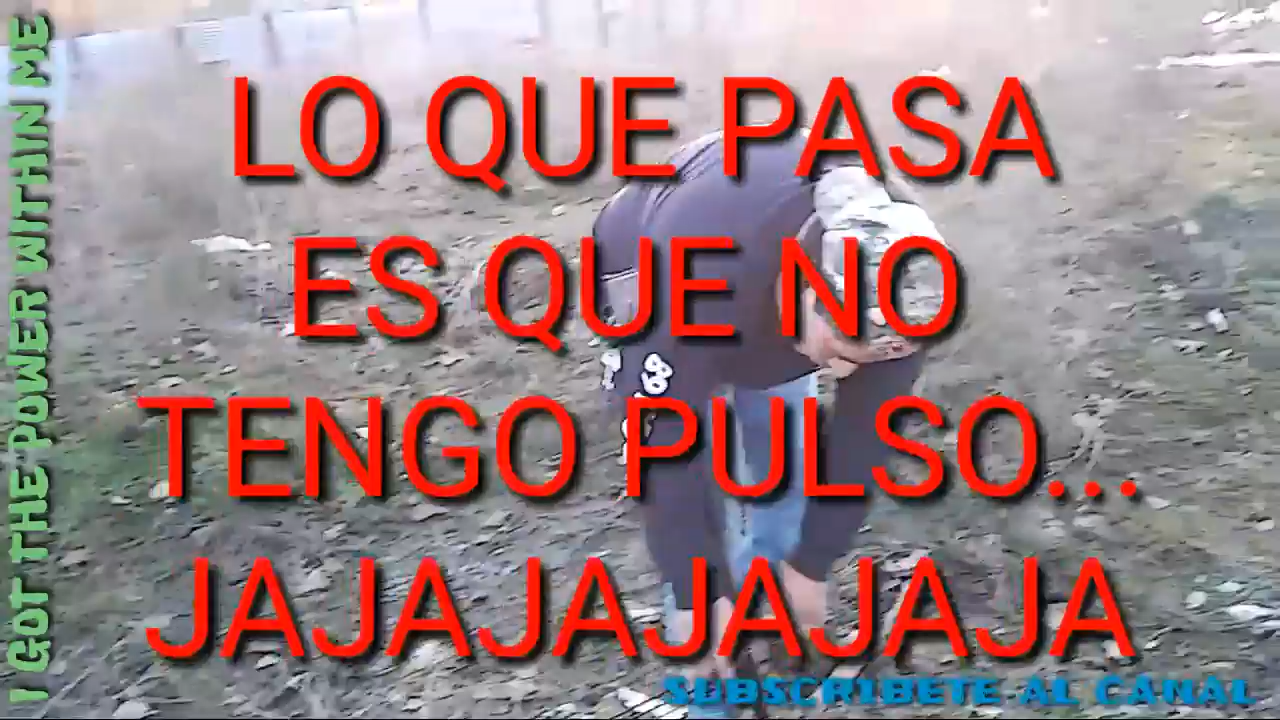 I GOT THE POWER WITHIN ME
LO QUE PASA
ES QUE NO
TENGO PULSO...
JAJAJAJAJAJA
SUBSCRIBETE AL CANAL